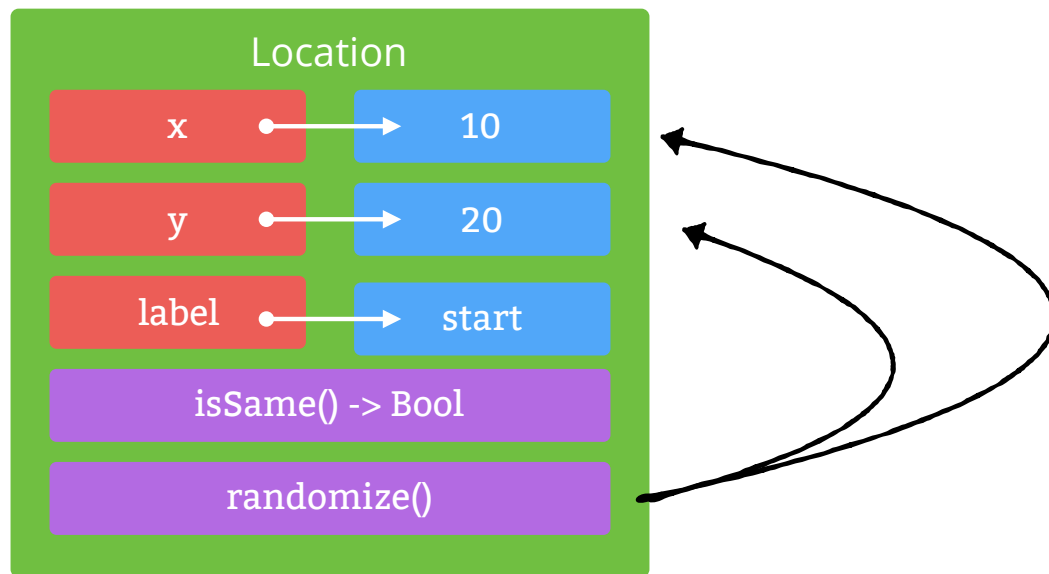 Location
x 10
y 20
label start
isSame() -> Bool
randomize()